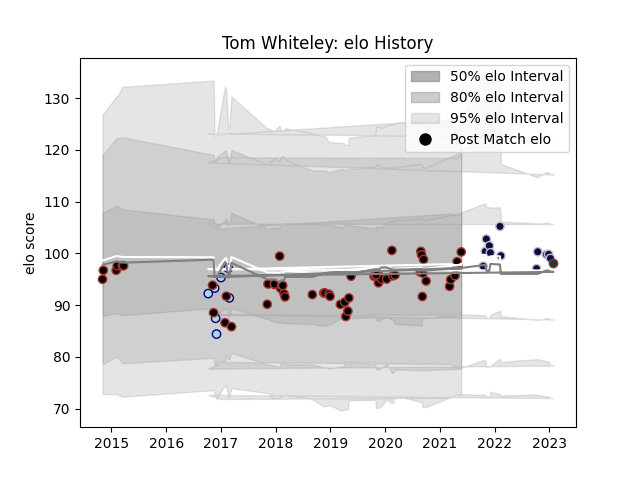 Tom Whiteley: elo History
50% elo Interval
80% elo Interval
95% elo Interval
Post Match elo
elo score
130
120
110
100
90
80
70
2015 2016 2017 2018 2019 2020 2021 2022 2023